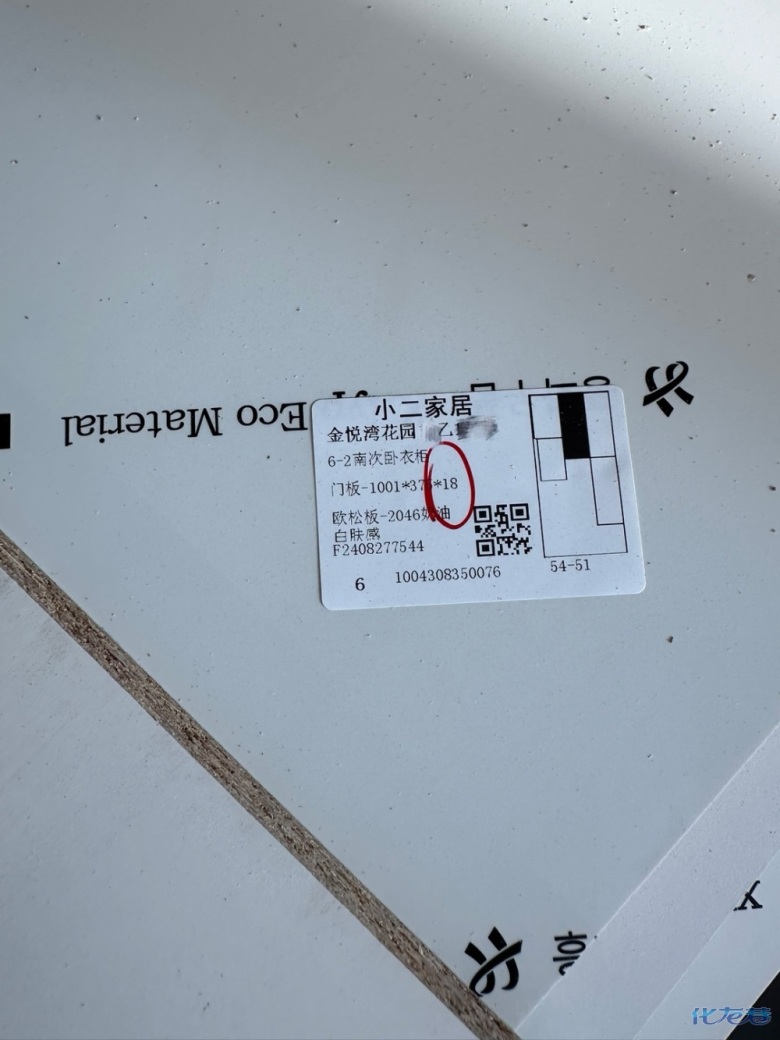 Eco Material
小二家居
金悦湾花园
6-2南次卧衣柜
门板-1001*375*18
欧松板-2046奶油
白肤感
F2408277544
6 1004308350076 54-51
化龙巷